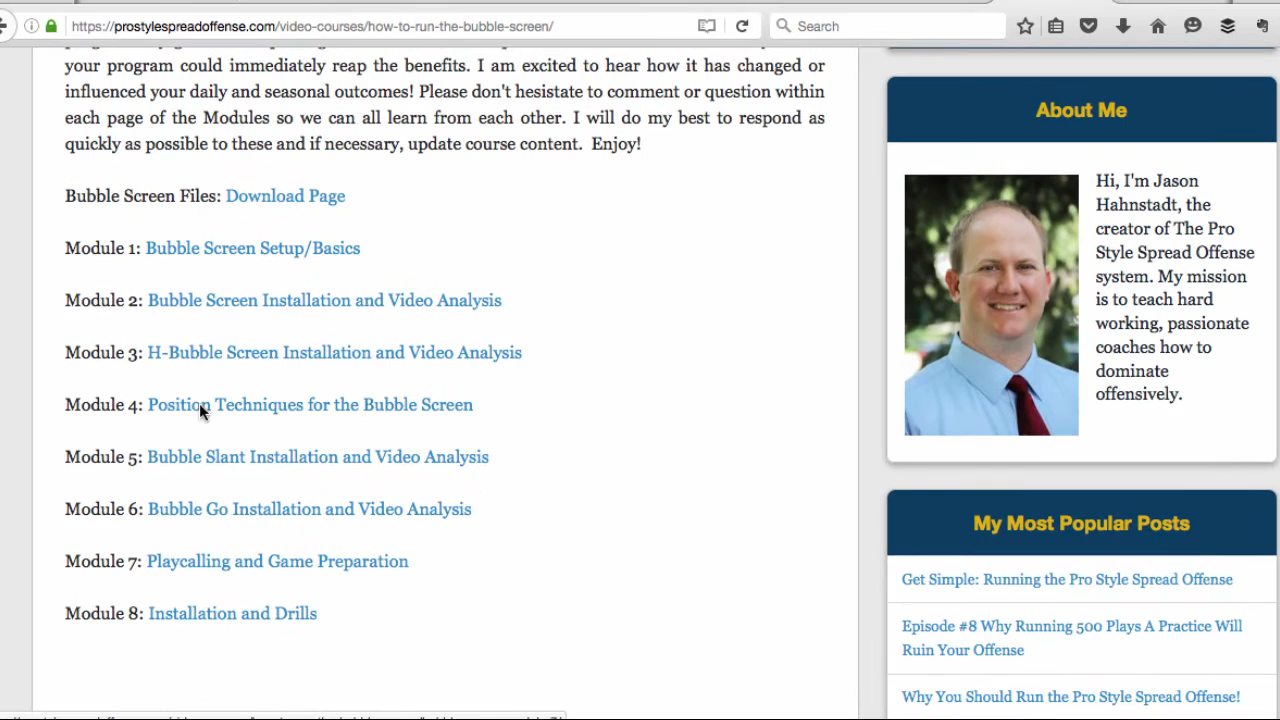 https://prostylespreadoffense.com/video-courses/how-to-run-the-bubble-screen/
Search
your program could immediately reap the benefits. I am excited to hear how it has changed or
influenced your daily and seasonal outcomes! Please don't hesistate to comment or question within
each page of the Modules so we can all learn from each other. I will do my best to respond as
quickly as possible to these and if necessary, update course content. Enjoy!
Bubble Screen Files: Download Page
Module 1: Bubble Screen Setup/Basics
Module 2: Bubble Screen Installation and Video Analysis
Module 3: H-Bubble Screen Installation and Video Analysis
Module 4: Position Techniques for the Bubble Screen
Module 5: Bubble Slant Installation and Video Analysis
Module 6: Bubble Go Installation and Video Analysis
Module 7: Playcalling and Game Preparation
Module 8: Installation and Drills
About Me
Hi, I'm Jason
Hahnstadt, the
creator of The Pro
Style Spread Offense
system. My mission
is to teach hard
working, passionate
coaches how to
dominate
offensively.
My Most Popular Posts
Get Simple: Running the Pro Style Spread Offense
Episode #8 Why Running 500 Plays A Practice Will
Ruin Your Offense
Why You Should Run the Pro Style Spread Offense!